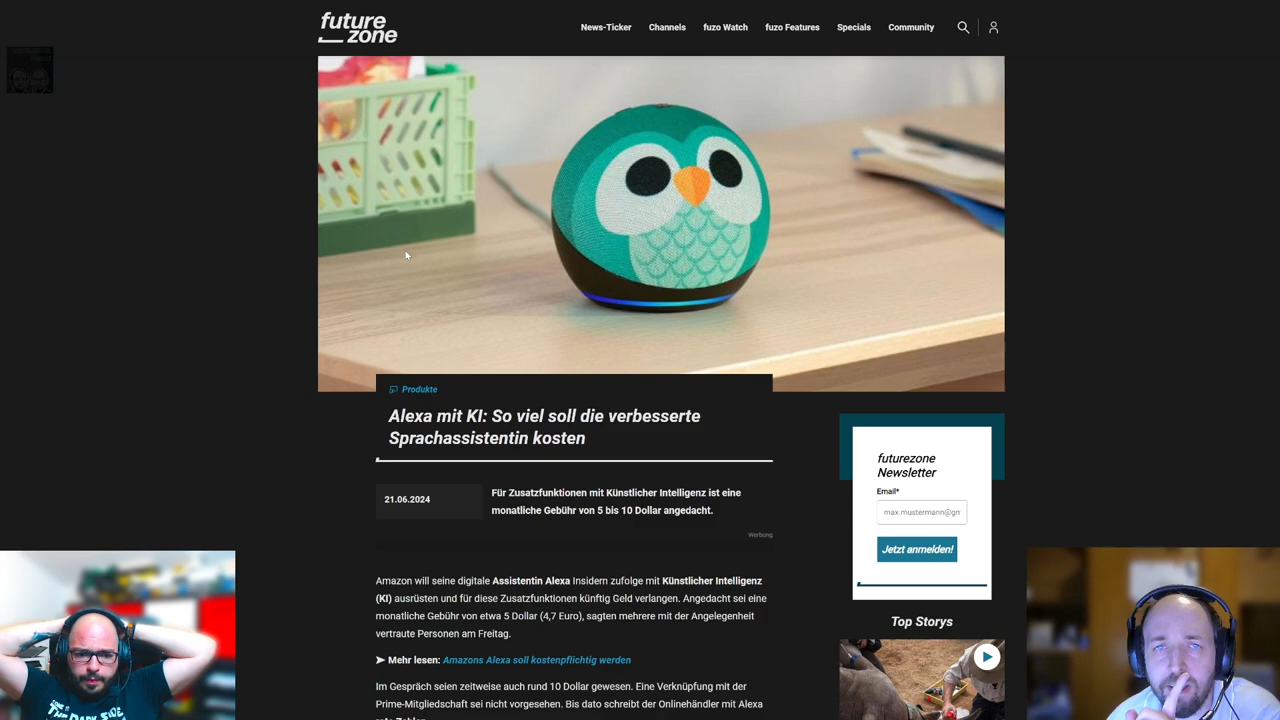 future
zone
News-Ticker
Channels
fuzo Watch
fuzo Features
Specials
Community
Produkte
Alexa mit KI: So viel soll die verbesserte
Sprachassistentin kosten
21.06.2024
Für Zusatzfunktionen mit Künstlicher Intelligenz ist eine
monatliche Gebühr von 5 bis 10 Dollar angedacht.
Werbung
Amazon will seine digitale Assistentin Alexa Insidern zufolge mit Künstlicher Intelligenz
(KI) ausrüsten und für diese Zusatzfunktionen künftig Geld verlangen. Angedacht sei eine
monatliche Gebühr von etwa 5 Dollar (4,7 Euro), sagten mehrere mit der Angelegenheit
vertraute Personen am Freitag.
➤ Mehr lesen: Amazons Alexa soll kostenpflichtig werden
Im Gespräch seien zeitweise auch rund 10 Dollar gewesen. Eine Verknüpfung mit der
Prime-Mitgliedschaft sei nicht vorgesehen. Bis dato schreibt der Onlinehändler mit Alexa
futurezone
Newsletter
Email*
max.mustermann@gm
Jetzt anmelden!
Top Storys